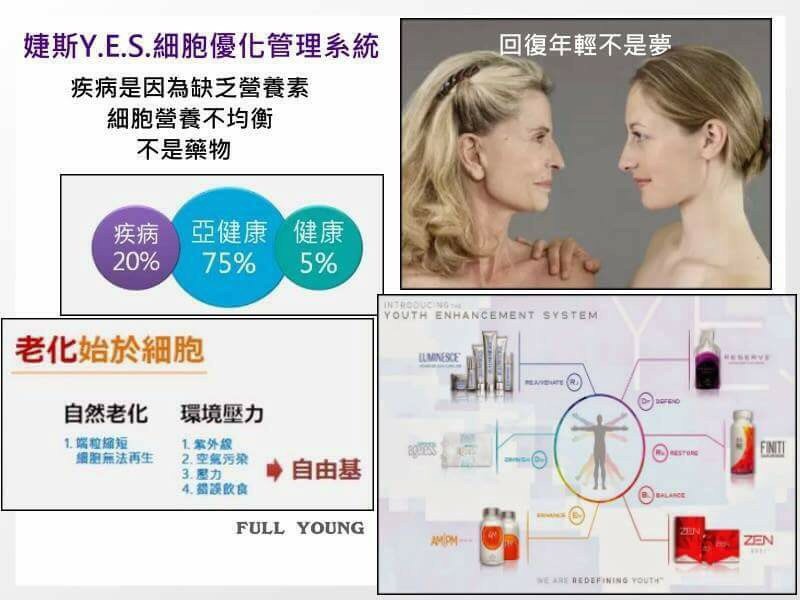 婕斯Y.E.S.細胞優化管理系統
疾病是因為缺乏營養素
細胞營養不均衡
不是藥物
回復年輕不是夢
疾病
20%
亞健康
75%
健康
5%
老化始於細胞
自然老化
1. 端粒縮短
細胞無法再生
環境壓力
1. 紫外線
2. 空氣污染
3. 壓力
4. 錯誤飲食
自由基
FULL YOUNG
INTRODUCING THE
YOUTH ENHANCEMENT SYSTEM
LUMINESCE
REJUVENATE
RESERVE
DEFEND
ageless
DIMINISH
FINITI
RESTORE
BALANCE
ENHANCE
AM|PM
AM
ZEN
ZEN
ZEN
WE ARE REDEFINING YOUTH